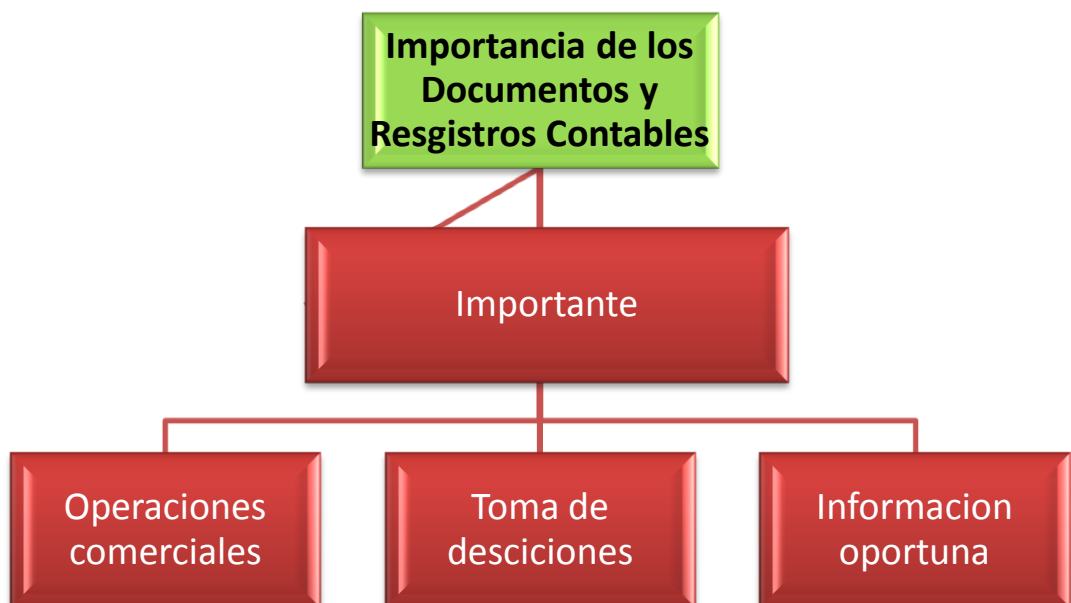 Importancia de los
Documentos y
Resgistros Contables
Importante
Operaciones
comerciales
Toma de
desciciones
Informacion
oportuna